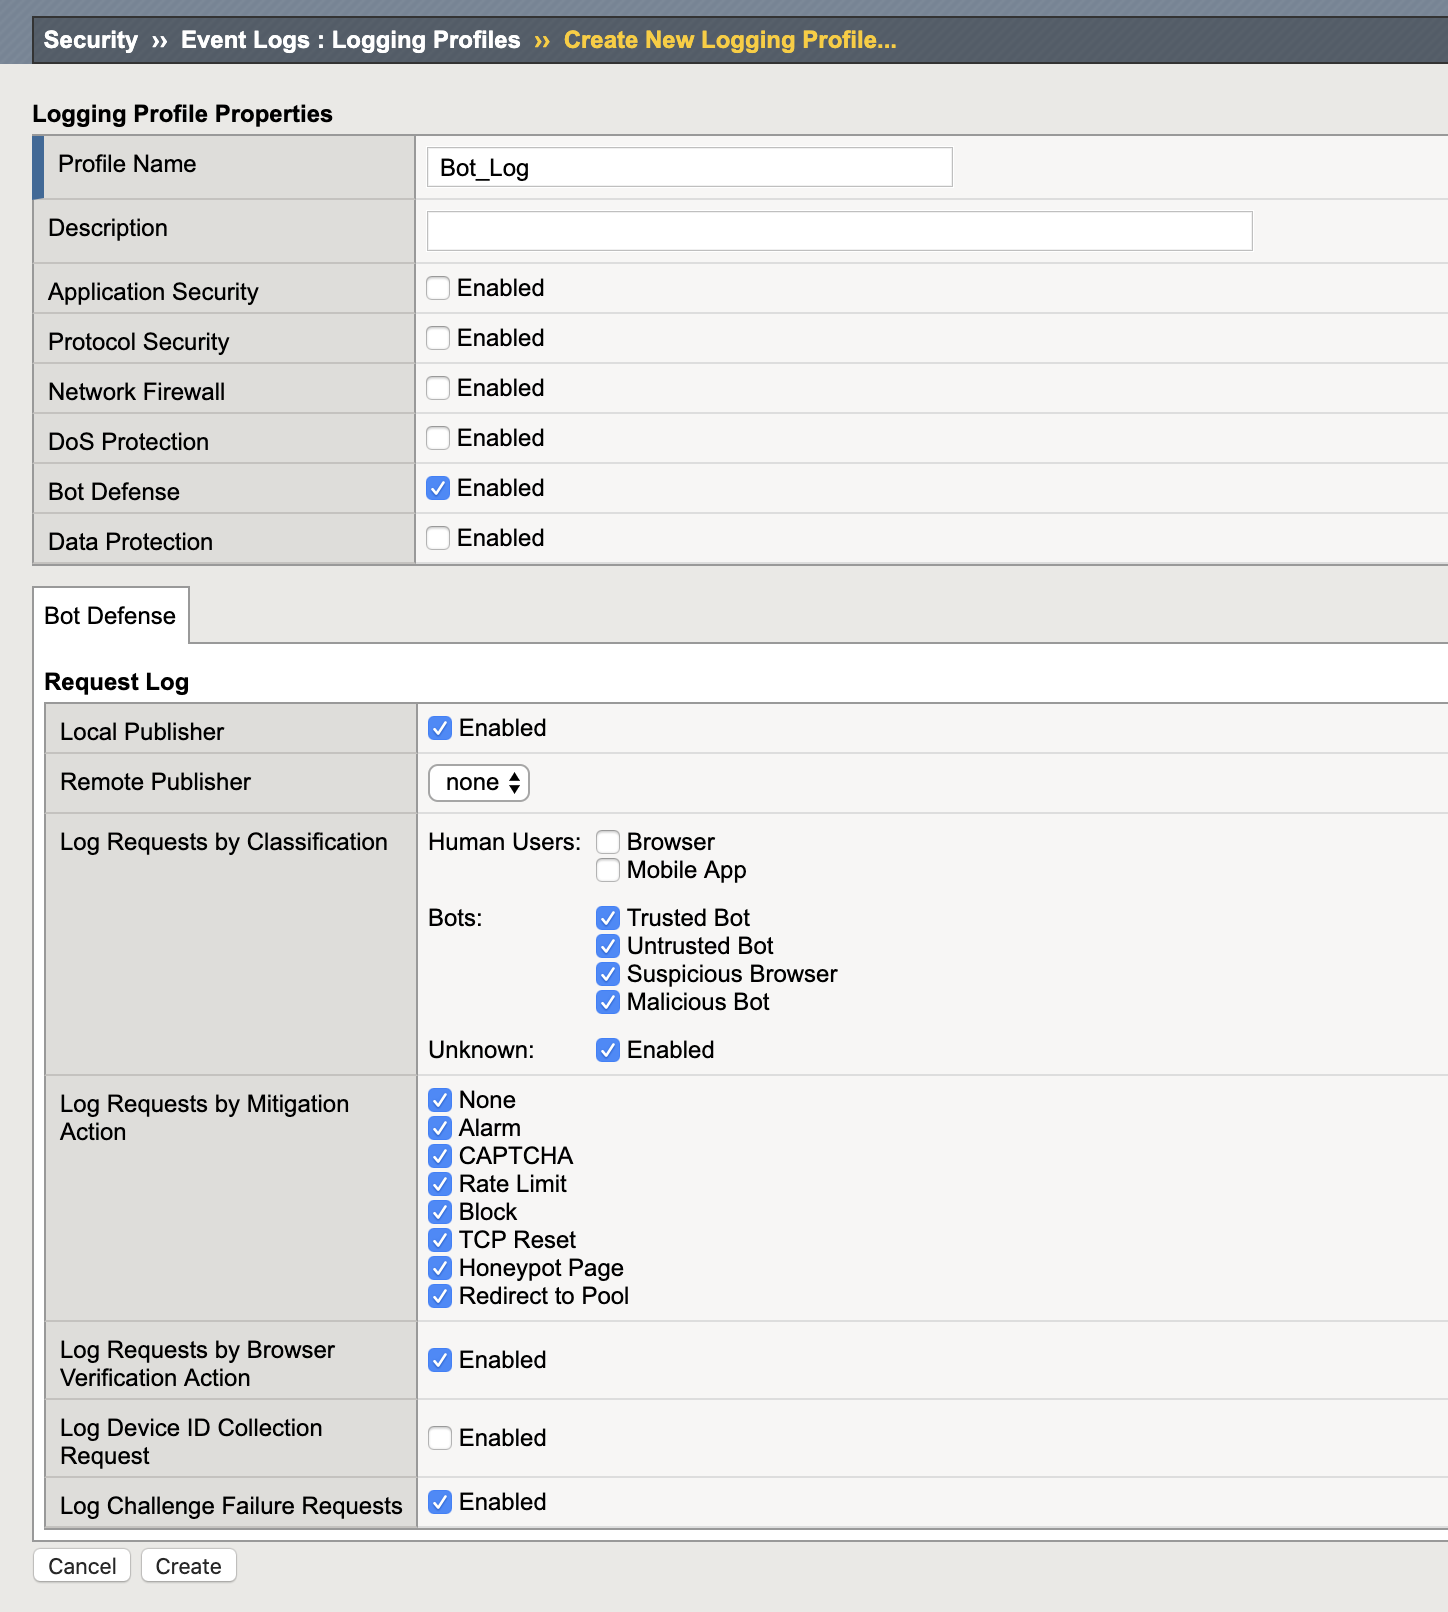 Security ›› Event Logs : Logging Profiles ›› Create New Logging Profile...
Logging Profile Properties
Profile Name Bot_Log
Description
Application Security Enabled
Protocol Security Enabled
Network Firewall Enabled
DoS Protection Enabled
Bot Defense Enabled
Data Protection Enabled
Bot Defense
Request Log
Local Publisher Enabled
Remote Publisher none
Log Requests by Classification Human Users: Browser
Mobile App
Bots: Trusted Bot
Untrusted Bot
Suspicious Browser
Malicious Bot
Unknown: Enabled
Log Requests by Mitigation
Action
None
Alarm
CAPTCHA
Rate Limit
Block
TCP Reset
Honeypot Page
Redirect to Pool
Log Requests by Browser
Verification Action
Enabled
Log Device ID Collection
Request
Enabled
Log Challenge Failure Requests Enabled
Cancel Create